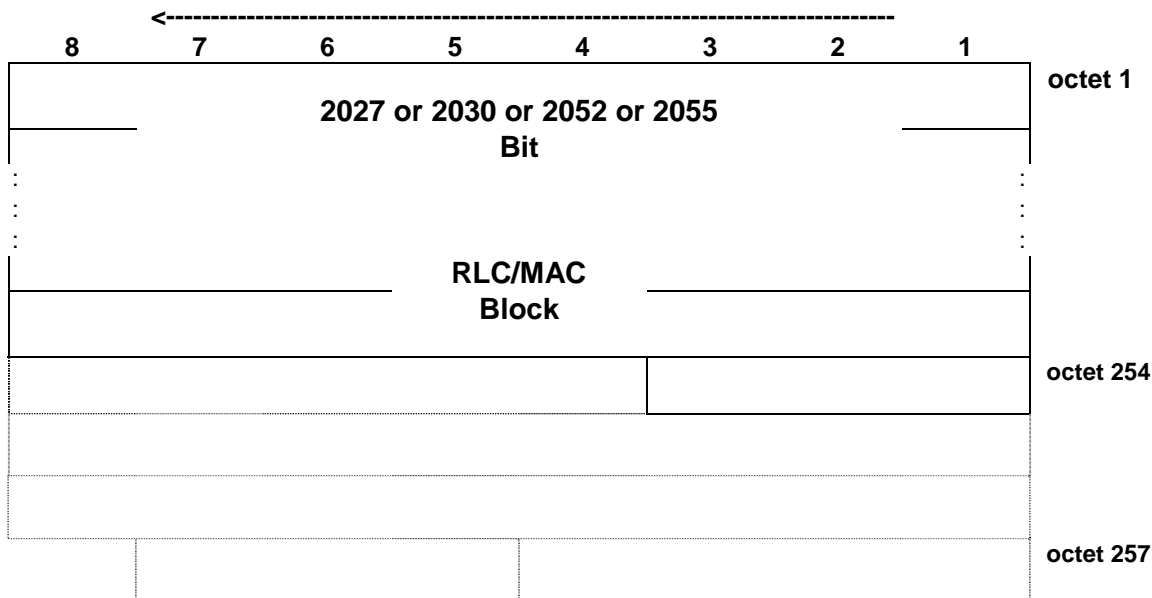 <-----------------------------------------------------------------------------------
8 7 6 5 4 3 2 1
octet 1
2027 or 2030 or 2052 or 2055
Bit
: :
: :
: :
RLC/MAC
Block
octet 254
octet 257